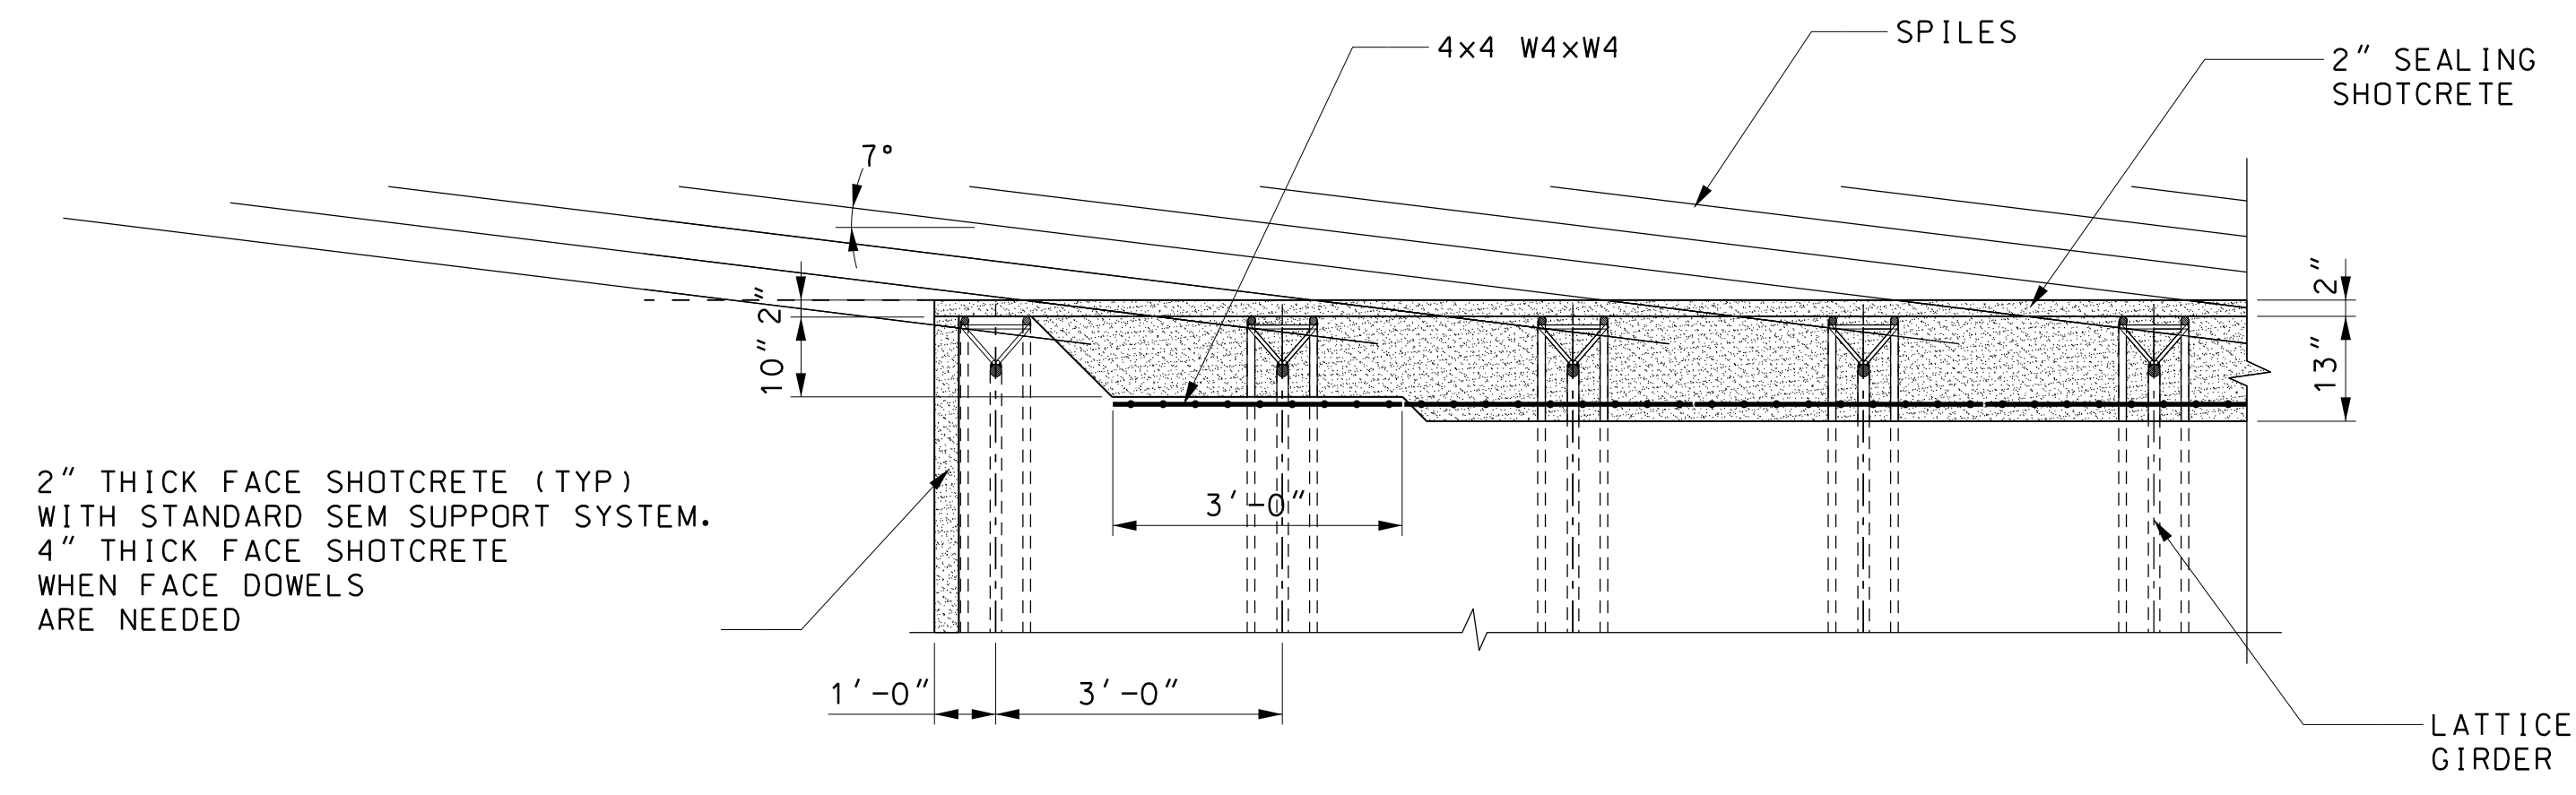 4x4 W4xW4
SPILES
2" SEALING
SHOTCRETE
7°
2"
10"
2"
13"
2" THICK FACE SHOTCRETE (TYP)
WITH STANDARD SEM SUPPORT SYSTEM.
4" THICK FACE SHOTCRETE
WHEN FACE DOWELS
ARE NEEDED
3'-0"
1'-0"
3'-0"
LATTICE
GIRDER